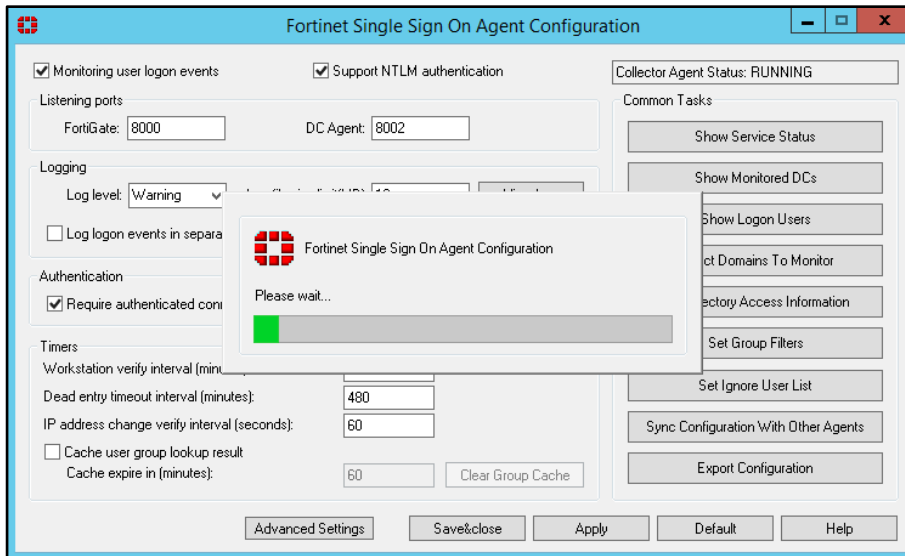 Fortinet Single Sign On Agent Configuration
Monitoring user logon events
Support NTLM authentication
Collector Agent Status: RUNNING
Listening ports
FortiGate: 8000
DC Agent: 8002
Common Tasks
Show Service Status
Logging
Log level: Warning
Show Monitored DCs
Log logon events in separa
Show Logon Users
ct Domains To Monitor
Fortinet Single Sign On Agent Configuration
Please wait...
Authentication
Require authenticated conn
ectory Access Information
Set Group Filters
Timers
Workstation verify interval (minu
Dead entry timeout interval (minutes): 480
IP address change verify interval (seconds): 60
Cache user group lookup result
Cache expire in (minutes): 60
Clear Group Cache
Set Ignore User List
Sync Configuration With Other Agents
Export Configuration
Advanced Settings
Save&close
Apply
Default
Help